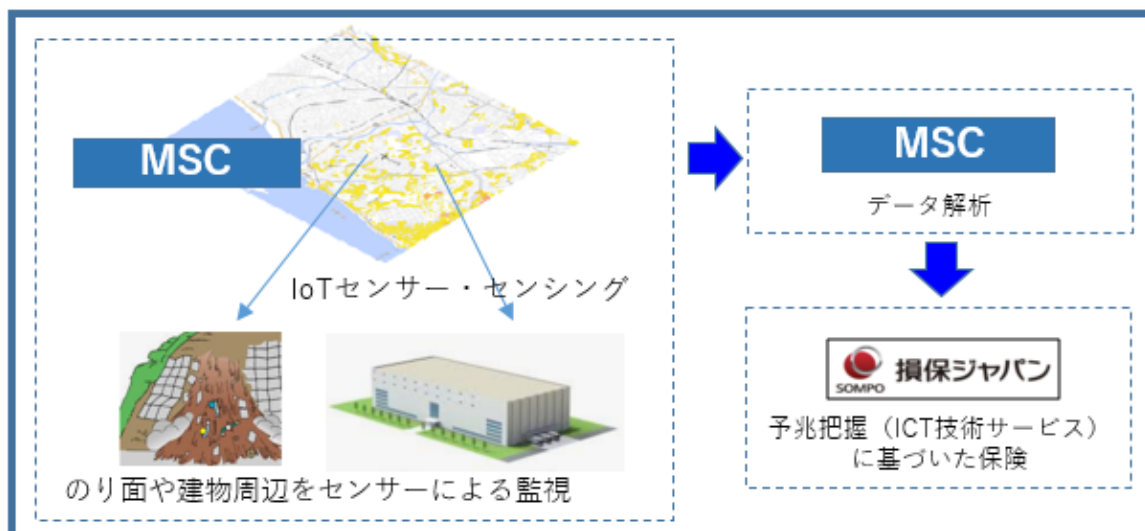 MSC
IoTセンサー・センシング
のり面や建物周辺をセンサーによる監視
MSC
データ解析
SOMPO 損保ジャパン
予兆把握（ICT技術サービス）
に基づいた保険